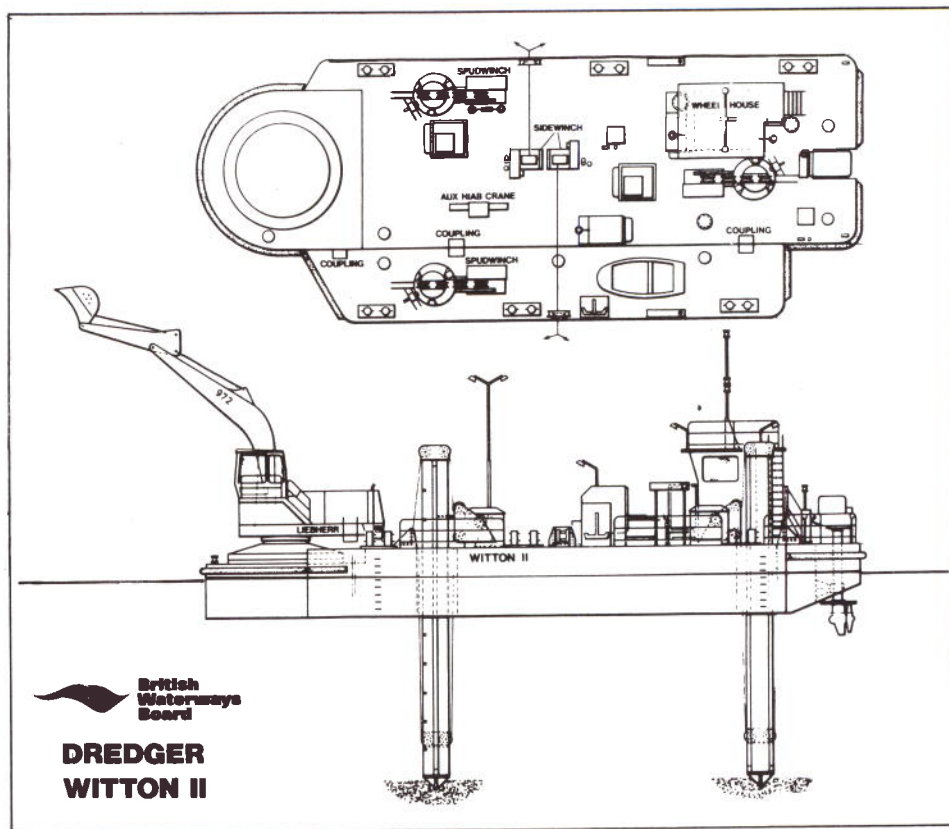 SPUDWINCH
WHEEL HOUSE
SIDEWINCH
AUX HIAB CRANE
COUPLING
COUPLING
COUPLING
SPUDWINCH
972
LIEBHERR
WITTON II
British
Waterways
Board
DREDGER
WITTON II